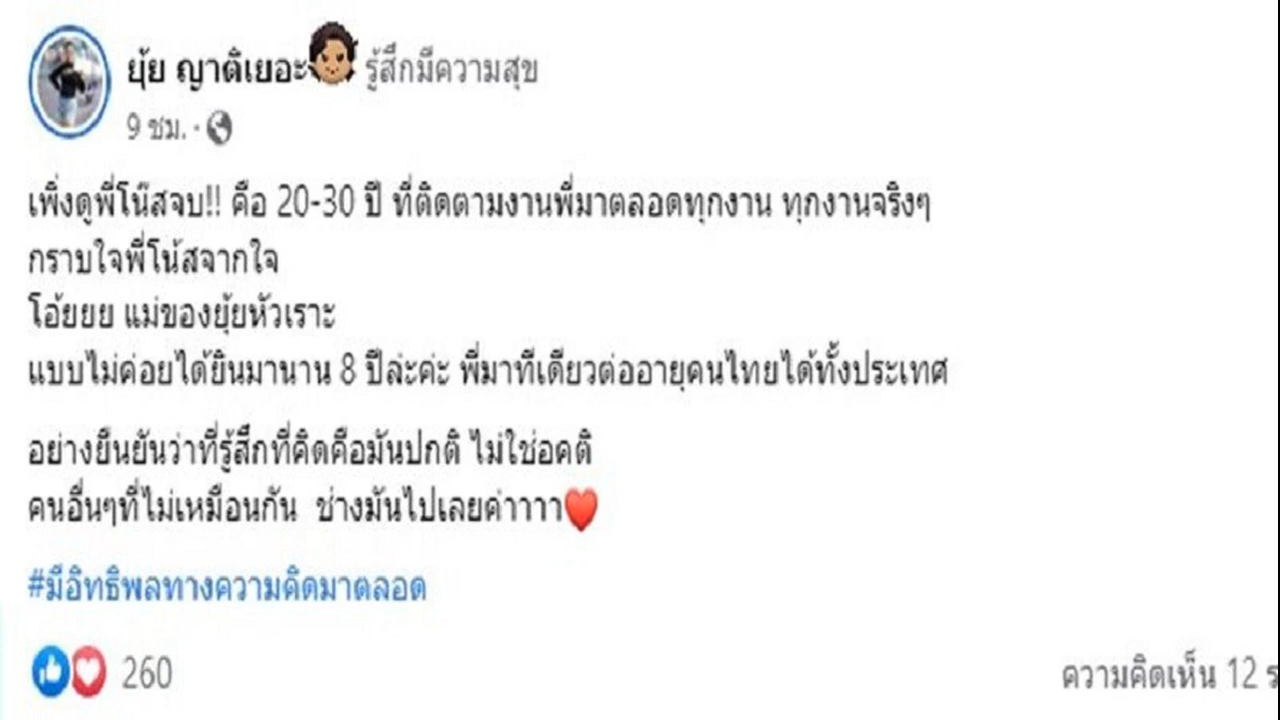 ยุ้ย ญาติเยอะ รู้สึกมีความสุข
9 ชม. ·
เพิ่งดูพี่โน๊สจบ!! คือ 20-30 ปี ที่ติดตามงานพี่มาตลอดทุกงาน ทุกงานจริงๆ
กราบใจพี่โน้สจากใจ
โอ้ยยย แม่ของยุ้ยหัวเราะ
แบบไม่ค่อยได้ยินมานาน 8 ปีล่ะค่ะ พี่มาทีเดียวต่ออายุคนไทยได้ทั้งประเทศ
อย่างยืนยันว่าที่รู้สึกที่คิดคือมันปกติ ไม่ใช่อคติ
คนอื่นๆที่ไม่เหมือนกัน ช่างมันไปเลยค่าาาา❤️
#มีอิทธิพลทางความคิดมาตลอด
260
ความคิดเห็น 12 ร